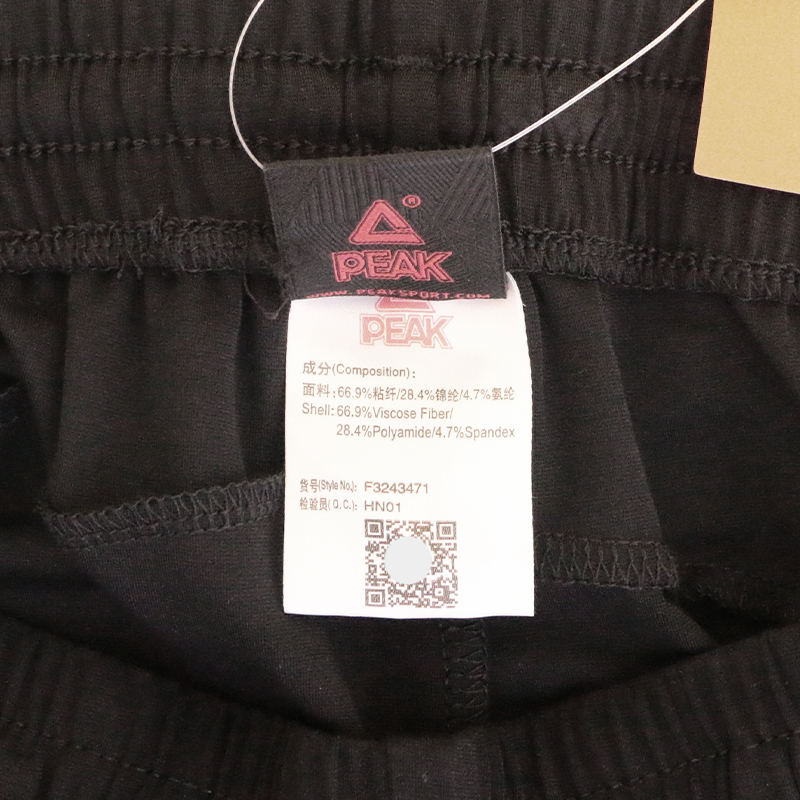 ®
PEAK
WWW.PEAKSPORT.COM
PEAK
成分(Composition):
面料:66.9%粘纤/28.4%锦纶/4.7%氨纶
Shell:66.9%Viscose Fiber/
28.4%Polyamide/4.7%Spandex
货号(Style No.): F3243471
检验员(Q.C.): HN01